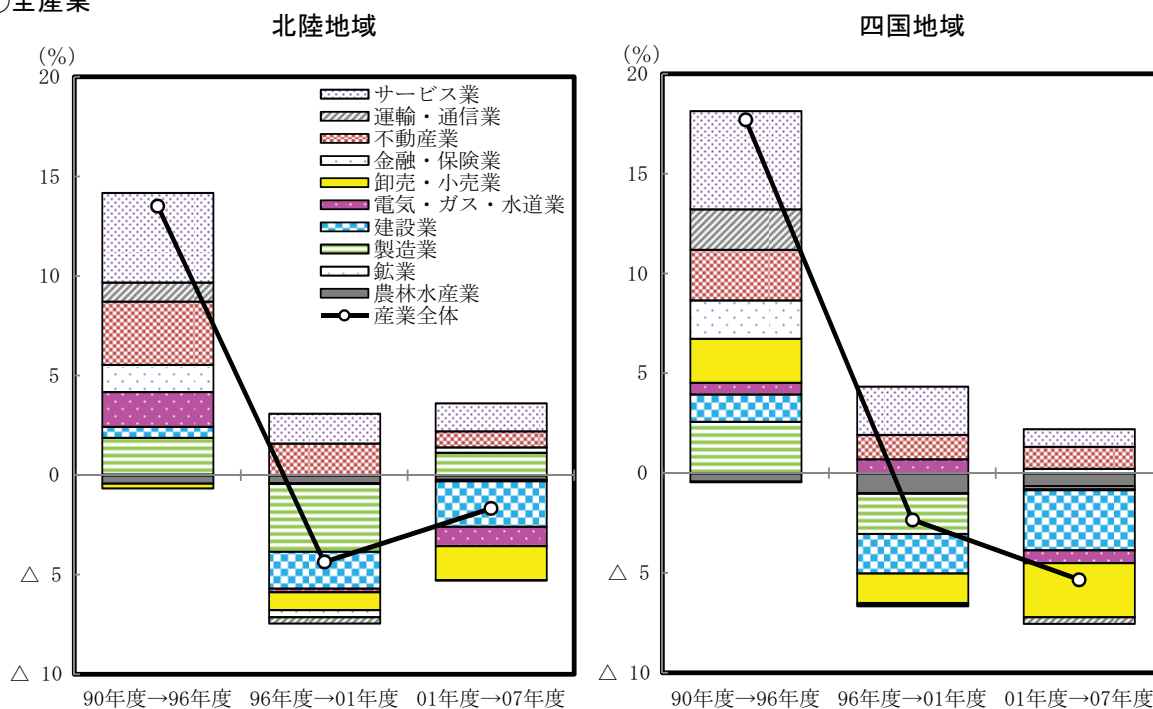 ○全産業
北陸地域
四国地域
(%)
20
15
10
5
0
△ 5
△ 10
サービス業
運輸・通信業
不動産業
金融・保険業
卸売・小売業
電気・ガス・水道業
建設業
製造業
鉱業
農林水産業
産業全体
90年度→96年度 96年度→01年度 01年度→07年度
(%)
20
15
10
5
0
△ 5
△ 10
90年度→96年度 96年度→01年度 01年度→07年度